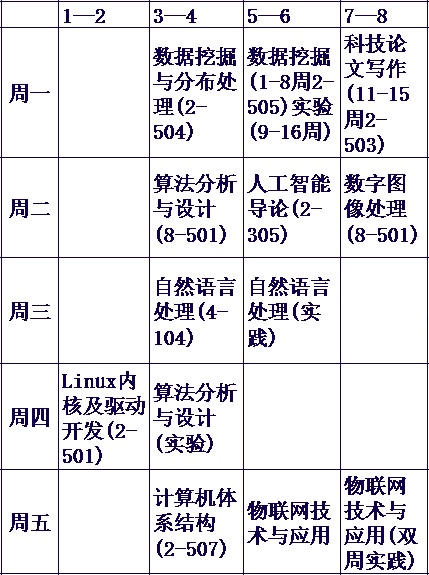 1—2 3—4 5—6 7—8
周一
数据挖掘
与分布处
理(2-
504)
数据挖掘
(1-8周2-
505)实验
(9-16周)
科技论
文写作
(11-15
周2-
503)
周二
算法分析
与设计
(8-501)
人工智能
导论(2-
305)
数字图
像处理
(8-501)
周三
自然语言
处理(4-
104)
自然语言
处理(实
践)
周四
Linux内
核及驱动
开发(2-
501)
算法分析
与设计
(实验)
周五
计算机体
系结构
(2-507)
物联网技
术与应用
物联网
技术与
应用(双
周实践)